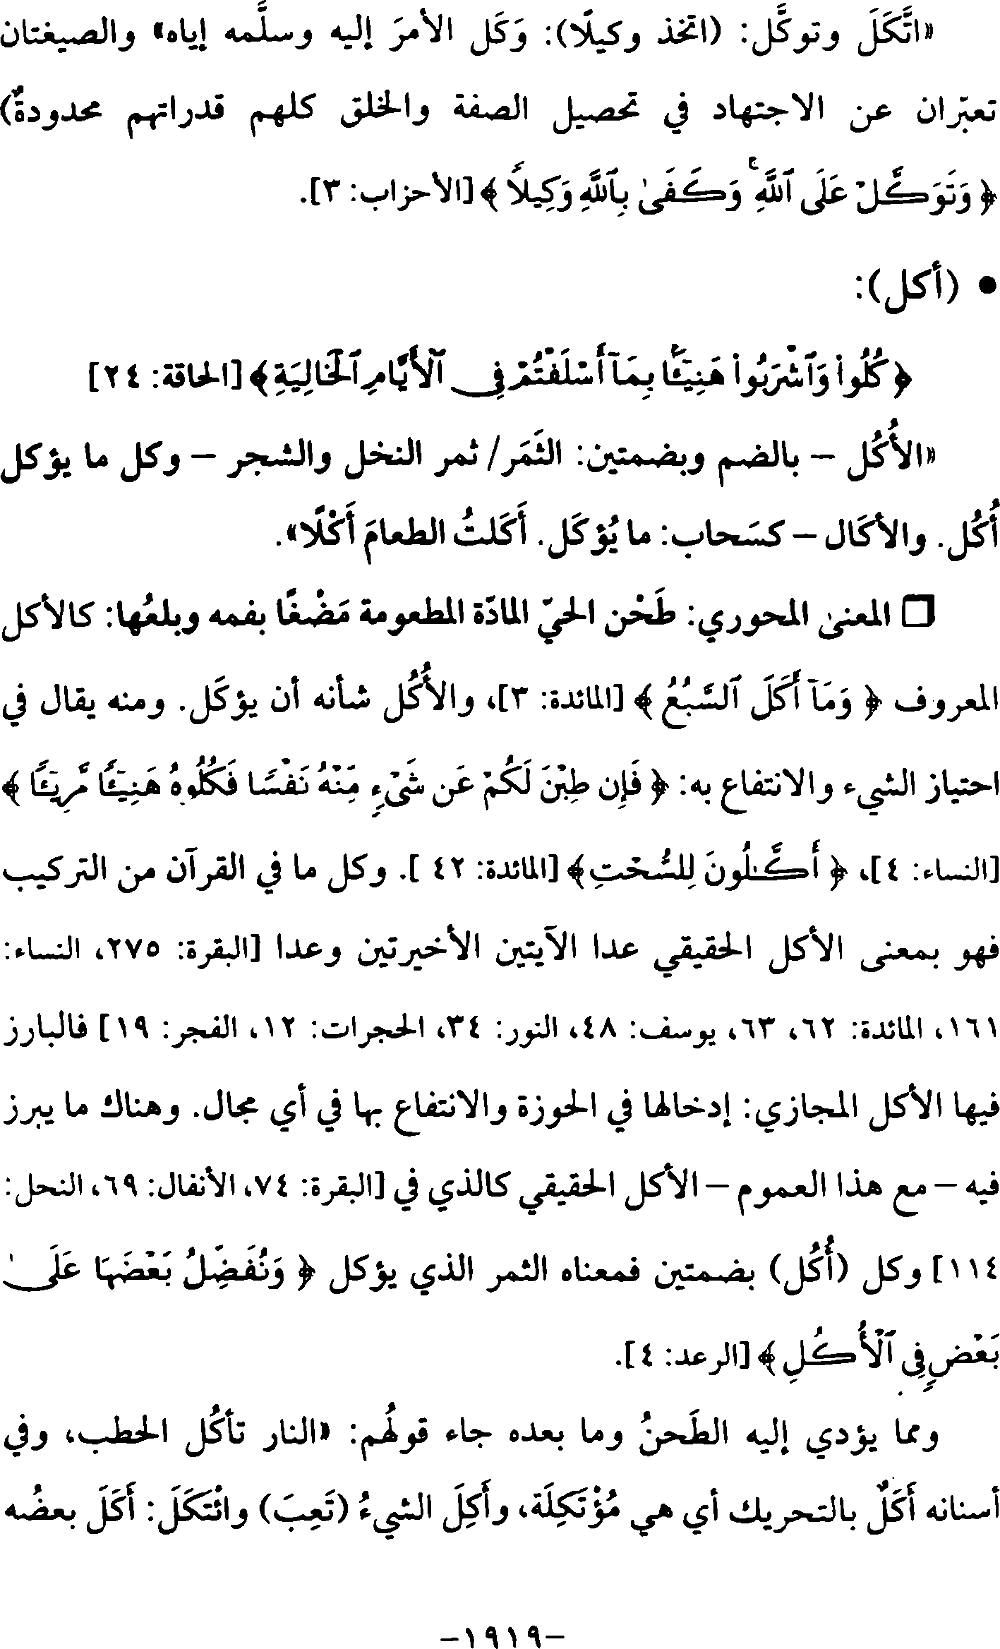 «اتَّكَلَ وتوكَّل: (اتخذ وكيلًا): وَكَل الأمرَ إليه وسلَّمه إياه» والصيغتان
تعبّران عن الاجتهاد في تحصيل الصفة والخلق كلهم قدراتهم محدودةٌ)
﴿ وَتَوَكَّلْ عَلَى ٱللَّهِ ۚ وَكَفَىٰ بِٱللَّهِ وَكِيلًا ﴾ [الأحزاب: ٣].
• (أكل):
﴿ كُلُوا۟ وَٱشْرَبُوا۟ هَنِيٓـًٔۢا بِمَآ أَسْلَفْتُمْ فِى ٱلْأَيَّامِ ٱلْخَالِيَةِ ﴾ [الحاقة: ٢٤]
«الأُكُل – بالضم وبضمتين: الثَمَر/ ثمر النخل والشجر – وكل ما يؤكل
أُكُل. والأكَال – كسَحاب: ما يُؤكَل. أَكَلتُ الطعامَ أَكْلًا».
❑ المعنىٰ المحوري: طَحْن الحيّ المادّة المطعومة مَضْغًا بفمه وبلعُها: كالأكل
المعروف ﴿ وَمَآ أَكَلَ ٱلسَّبُعُ ﴾ [المائدة: ٣]، والأُكُل شأنه أن يؤكَل. ومنه يقال في
احتياز الشيء والانتفاع به: ﴿ فَإِن طِبْنَ لَكُمْ عَن شَىْءٍ مِّنْهُ نَفْسًا فَكُلُوهُ هَنِيٓـًٔا مَّرِيٓـًٔا ﴾
[النساء: ٤]، ﴿ أَكَّـٰلُونَ لِلسُّحْتِ ﴾ [المائدة: ٤٢ ]. وكل ما في القرآن من التركيب
فهو بمعنى الأكل الحقيقي عدا الآيتين الأخيرتين وعدا [البقرة: ٢٧٥، النساء:
١٦١، المائدة: ٦٢، ٦٣، يوسف: ٤٨، النور: ٣٤، الحجرات: ١٢، الفجر: ١٩] فالبارز
فيها الأكل المجازي: إدخالها في الحوزة والانتفاع بها في أي مجال. وهناك ما يبرز
فيه – مع هذا العموم – الأكل الحقيقي كالذي في [البقرة: ٧٤، الأنفال: ٦٩، النحل:
١١٤] وكل (أُكُل) بضمتين فمعناه الثمر الذي يؤكل ﴿ وَنُفَضِّلُ بَعْضَهَا عَلَىٰ
بَعْضٍ فِى ٱلْأُكُلِ ﴾ [الرعد: ٤].
ومما يؤدي إليه الطَحنُ وما بعده جاء قولُهم: «النار تأكُل الحطب، وفي
أسنانه أَكَلٌ بالتحريك أي هي مُؤْتَكِلَة، وأَكِلَ الشيءُ (تَعِبَ) وائْتَكَلَ: أَكَلَ بعضُه
–١٩١٩–